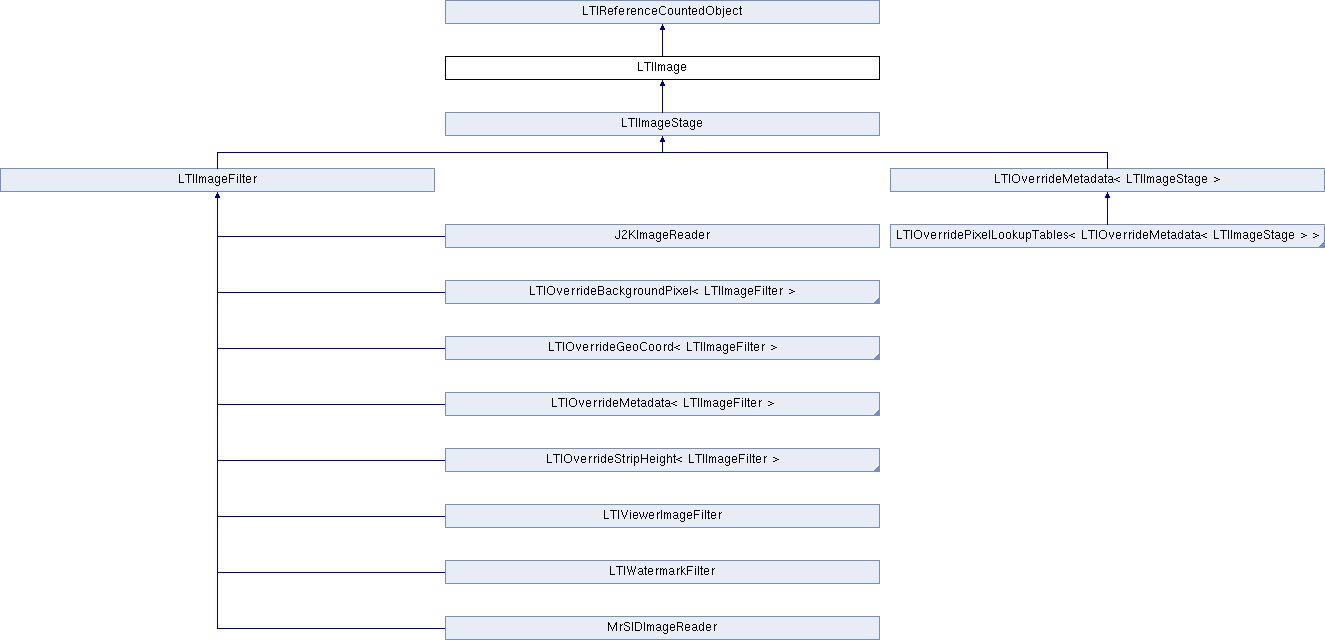 LTIReferenceCountedObject
LTIImage
LTIImageStage
LTIImageFilter
LTIOverrideMetadata< LTIImageStage >
J2KImageReader
LTIOverridePixelLookupTables< LTIOverrideMetadata< LTIImageStage > >
LTIOverrideBackgroundPixel< LTIImageFilter >
LTIOverrideGeoCoord< LTIImageFilter >
LTIOverrideMetadata< LTIImageFilter >
LTIOverrideStripHeight< LTIImageFilter >
LTIViewerImageFilter
LTIWatermarkFilter
MrSIDImageReader